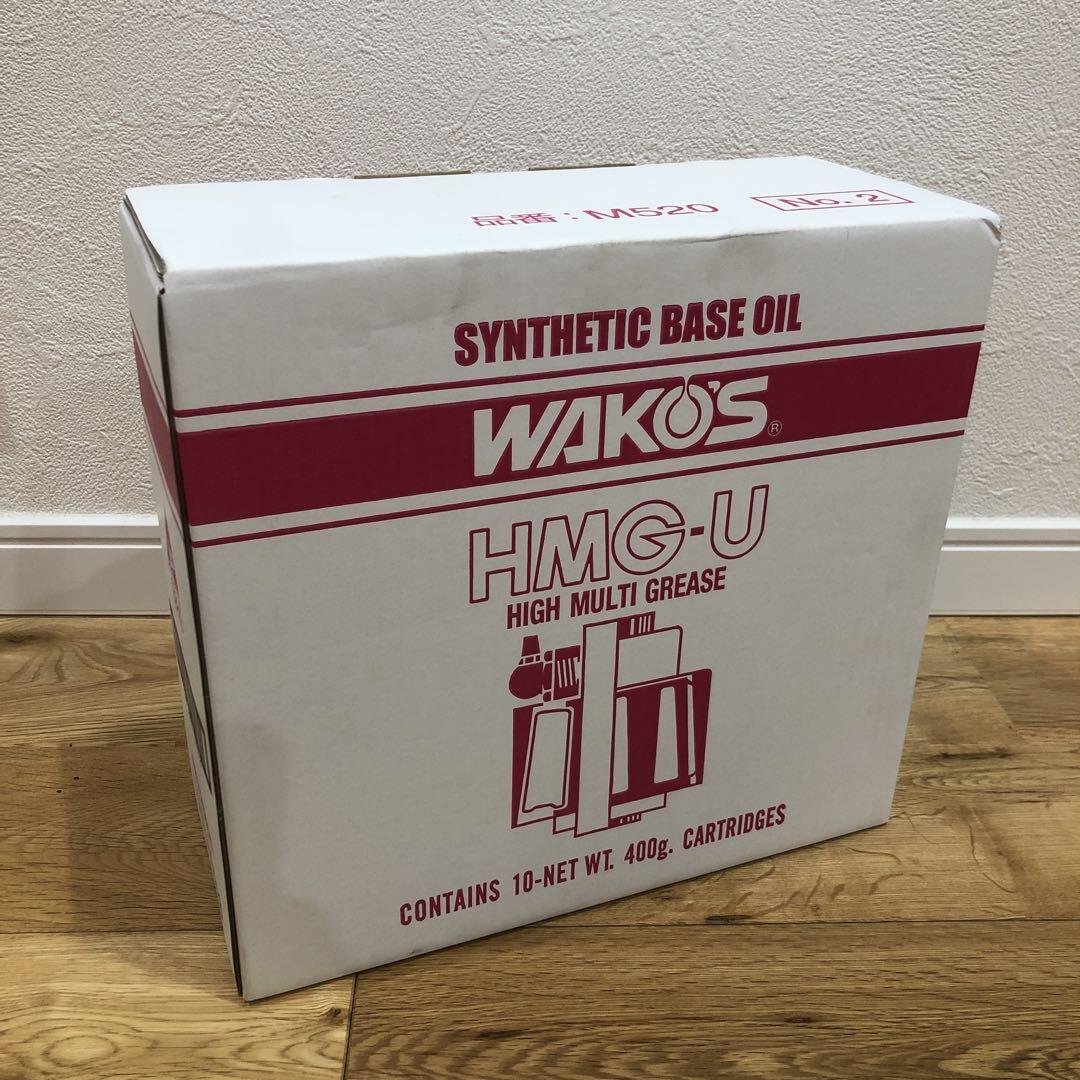 品番:M520
No.2
SYNTHETIC BASE OIL
WAKO'S®
HMG-U
HIGH MULTI GREASE
CONTAINS 10-NET WT. 400g. CARTRIDGES